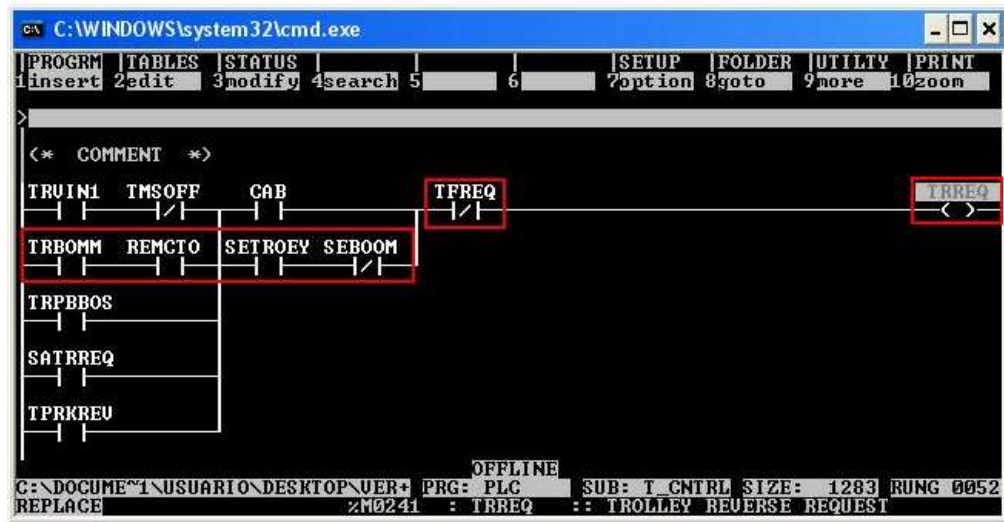 C:\WINDOWS\system32\cmd.exe
PROGRM TABLES STATUS SETUP FOLDER UTILTY PRINT
1insert 2edit 3modify 4search 5 6 7option 8goto 9more 10zoom
>
(* COMMENT *)
TRVIN1 TMSOFF CAB TFREQ TRREQ
TRBOMM REMCTO SETROEY SEBOOM
TRPBBOS
SATRREQ
TPRKREV
OFFLINE
C:\DOCUME~1\USUARIO\DESKTOP\VER+ PRG: PLC SUB: T_CNTRL SIZE: 1283 RUNG 0052
REPLACE %M0241 : TRREQ :: TROLLEY REVERSE REQUEST